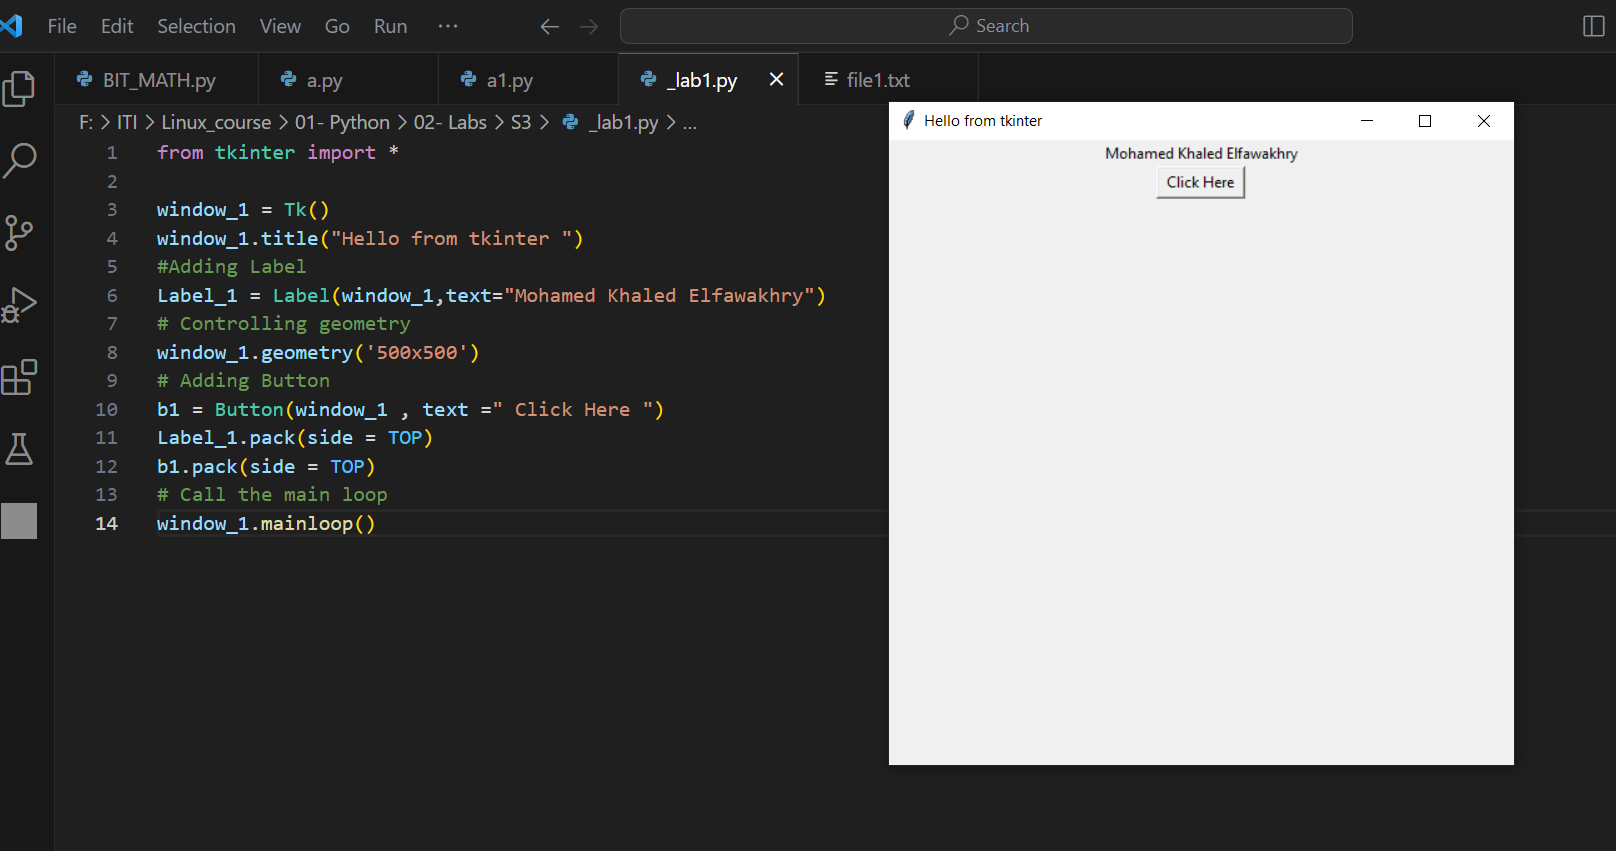 File Edit Selection View Go Run ···
Search
BIT_MATH.py a.py a1.py _lab1.py file1.txt
F: > ITI > Linux_course > 01- Python > 02- Labs > S3 > _lab1.py > ...
1 from tkinter import *
2
3 window_1 = Tk()
4 window_1.title("Hello from tkinter ")
5 #Adding Label
6 Label_1 = Label(window_1,text="Mohamed Khaled Elfawakhry")
7 # Controlling geometry
8 window_1.geometry('500x500')
9 # Adding Button
10 b1 = Button(window_1 , text =" Click Here ")
11 Label_1.pack(side = TOP)
12 b1.pack(side = TOP)
13 # Call the main loop
14 window_1.mainloop()
Hello from tkinter
Mohamed Khaled Elfawakhry
Click Here